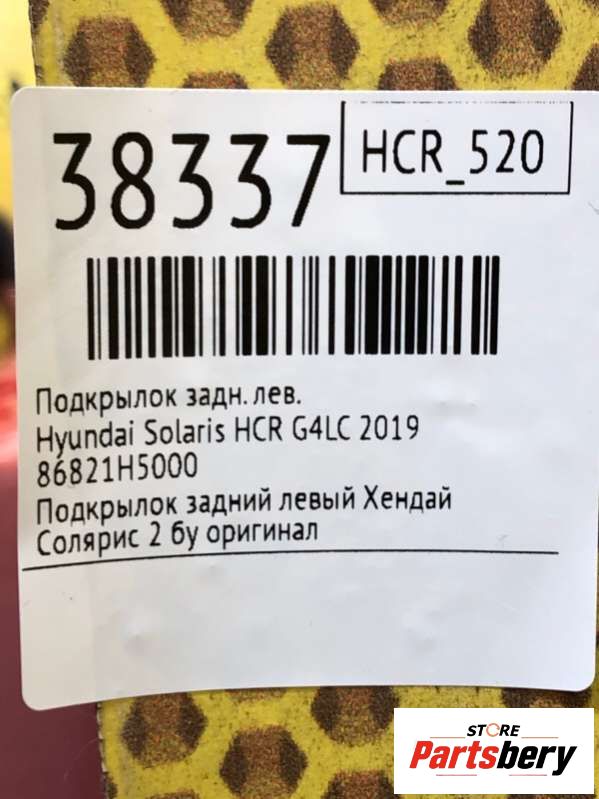 38337
HCR_520
Подкрылок задн. лев.
Hyundai Solaris HCR G4LC 2019
86821H5000
Подкрылок задний левый Хендай
Солярис 2 бу оригинал
STORE
Partsbery